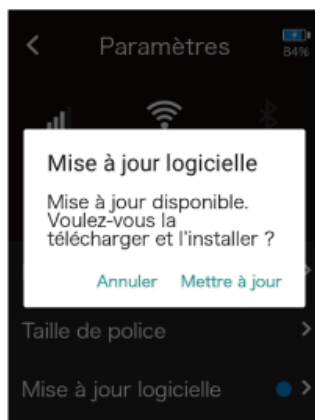 Paramètres
84%
Mise à jour logicielle
Mise à jour disponible.
Voulez-vous la
télécharger et l'installer ?
Annuler Mettre à jour
Taille de police
Mise à jour logicielle